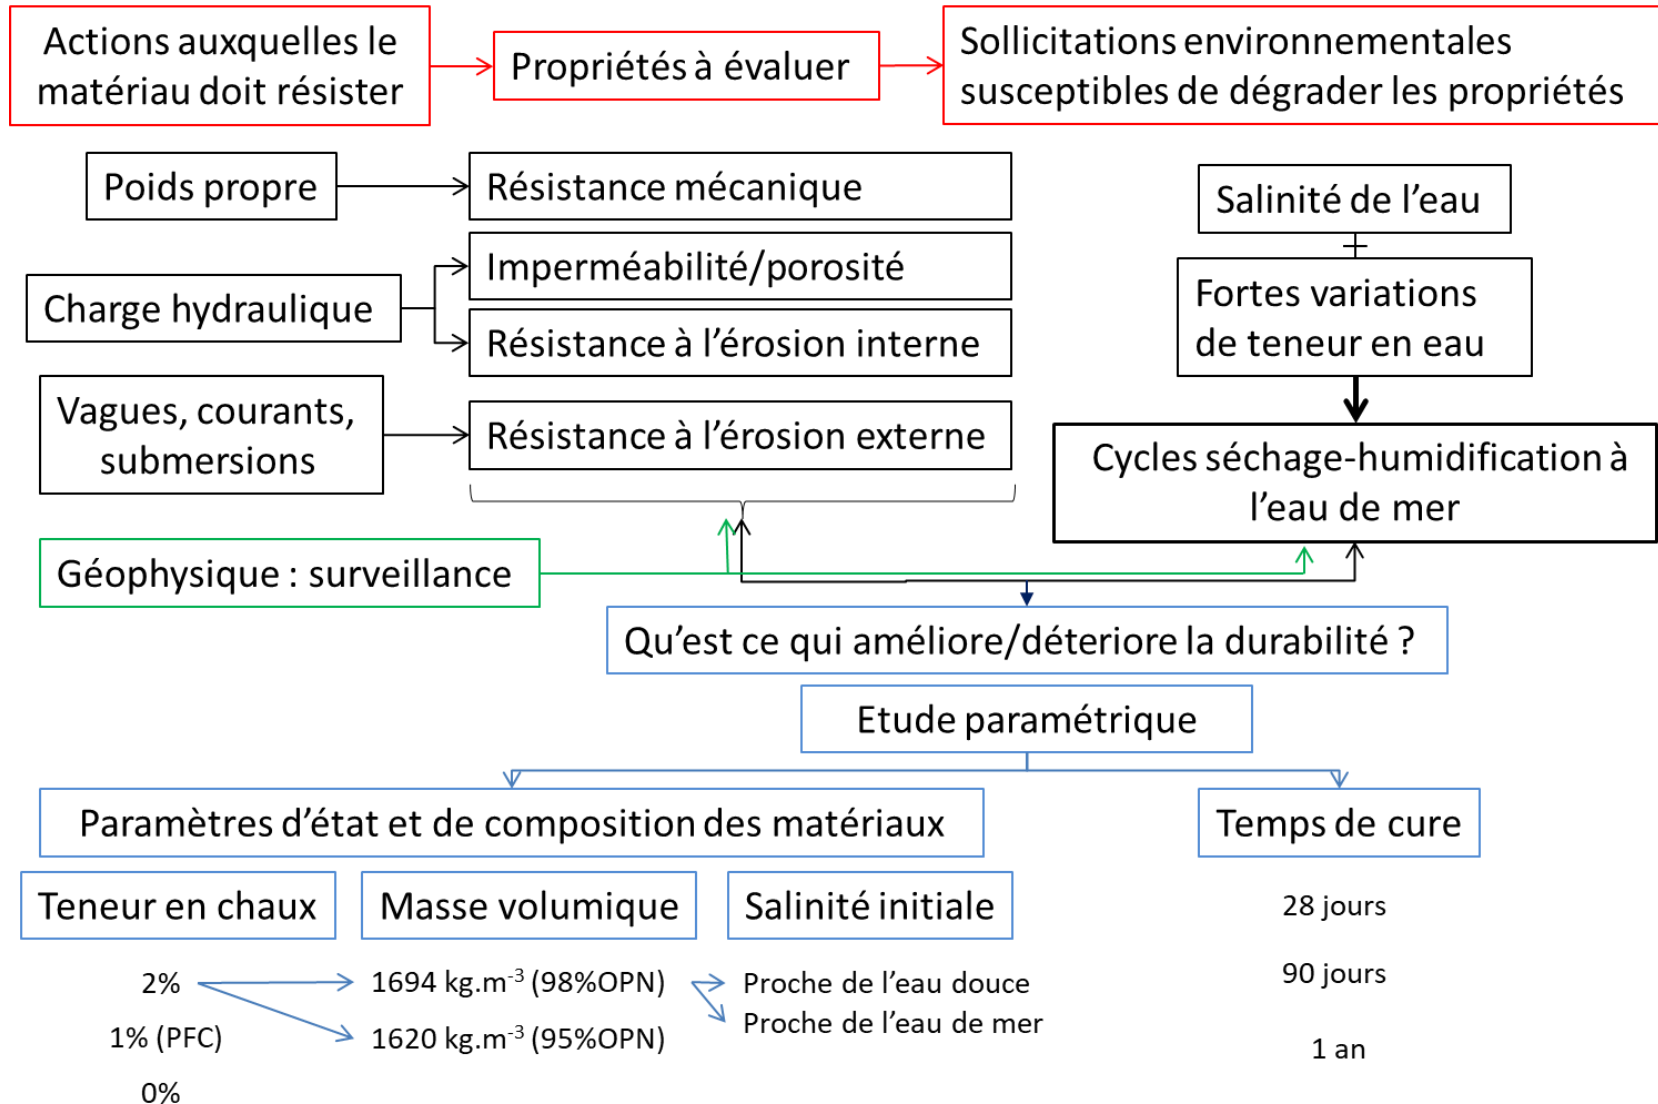 Actions auxquelles le
matériau doit résister
Propriétés à évaluer
Sollicitations environnementales
susceptibles de dégrader les propriétés
Poids propre
Résistance mécanique
Salinité de l'eau
Charge hydraulique
Imperméabilité/porosité
Résistance à l'érosion interne
Fortes variations
de teneur en eau
Vagues, courants,
submersions
Résistance à l'érosion externe
Cycles séchage-humidification à
l'eau de mer
Géophysique : surveillance
Qu'est ce qui améliore/déteriore la durabilité ?
Etude paramétrique
Paramètres d'état et de composition des matériaux
Temps de cure
Teneur en chaux
Masse volumique
Salinité initiale
28 jours
2%
1694 kg.m⁻³ (98%OPN)
Proche de l'eau douce
90 jours
Proche de l'eau de mer
1% (PFC)
1620 kg.m⁻³ (95%OPN)
1 an
0%